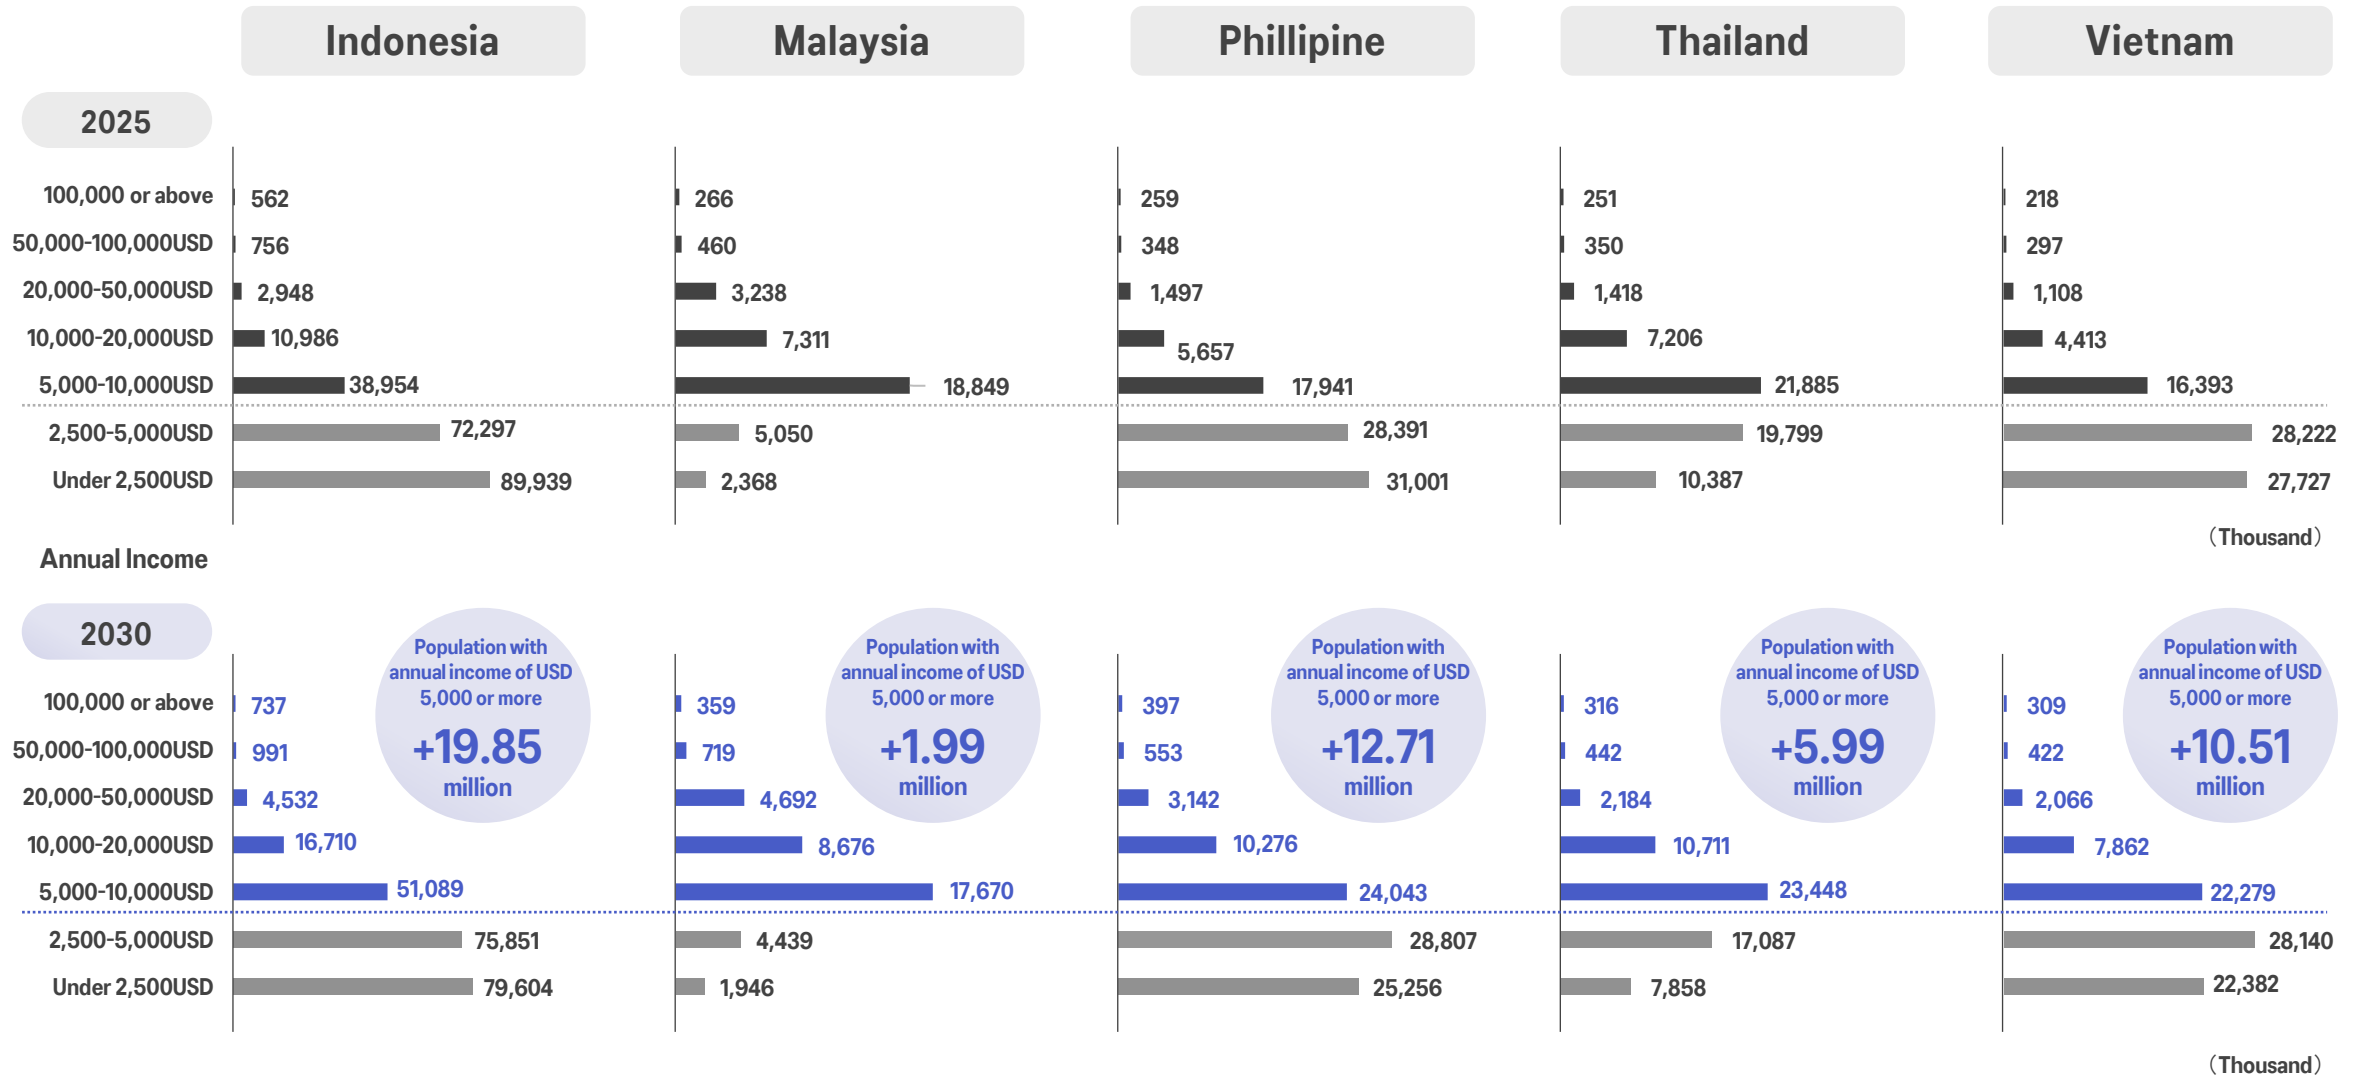 Indonesia Malaysia Phillipine Thailand Vietnam
2025
100,000 or above 562 266 259 251 218
50,000-100,000USD 756 460 348 350 297
20,000-50,000USD 2,948 3,238 1,497 1,418 1,108
10,000-20,000USD 10,986 7,311 5,657 7,206 4,413
5,000-10,000USD 38,954 18,849 17,941 21,885 16,393
2,500-5,000USD 72,297 5,050 28,391 19,799 28,222
Under 2,500USD 89,939 2,368 31,001 10,387 27,727
（Thousand）
Annual Income
2030
Population with
annual income of USD
5,000 or more
+19.85
million
Population with
annual income of USD
5,000 or more
+1.99
million
Population with
annual income of USD
5,000 or more
+12.71
million
Population with
annual income of USD
5,000 or more
+5.99
million
Population with
annual income of USD
5,000 or more
+10.51
million
100,000 or above 737 359 397 316 309
50,000-100,000USD 991 719 553 442 422
20,000-50,000USD 4,532 4,692 3,142 2,184 2,066
10,000-20,000USD 16,710 8,676 10,276 10,711 7,862
5,000-10,000USD 51,089 17,670 24,043 23,448 22,279
2,500-5,000USD 75,851 4,439 28,807 17,087 28,140
Under 2,500USD 79,604 1,946 25,256 7,858 22,382
（Thousand）